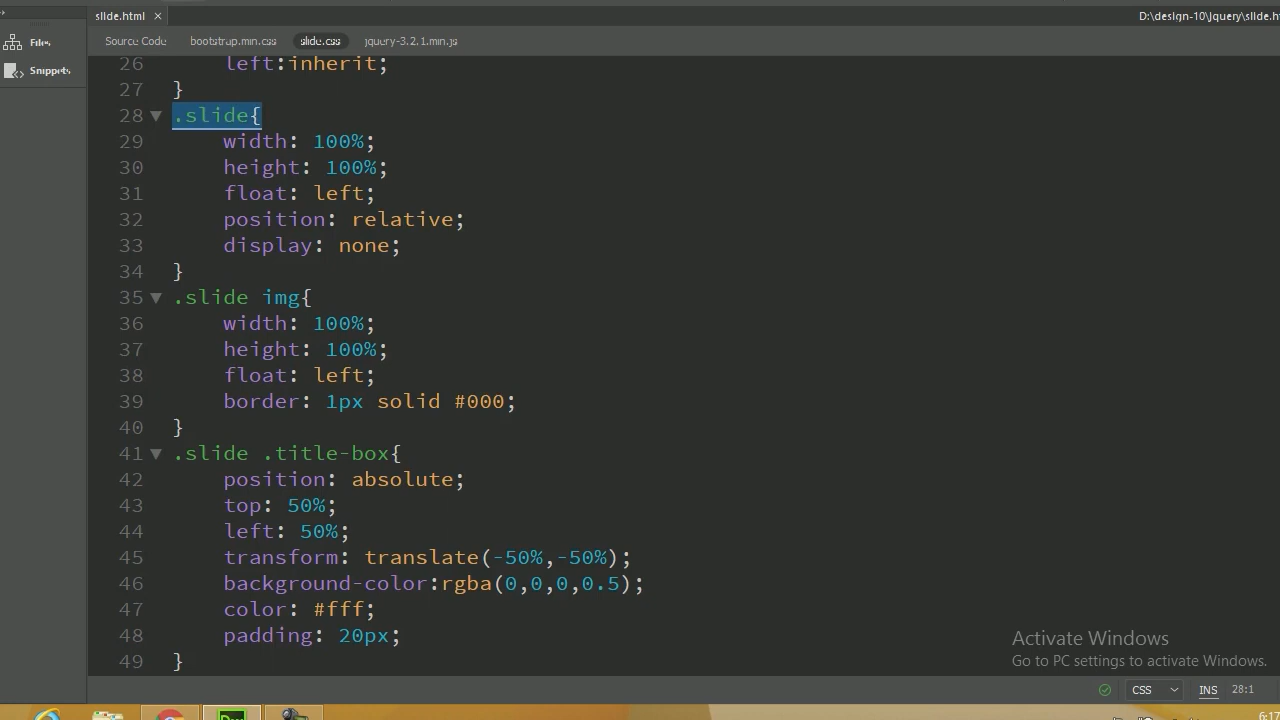 slide.html ×
D:\design-10\Jquery\slide.ht
Files
Source Code bootstrap.min.css slide.css jquery-3.2.1.min.js
Snippets
26 left:inherit;
27 }
28 .slide{
29 width: 100%;
30 height: 100%;
31 float: left;
32 position: relative;
33 display: none;
34 }
35 .slide img{
36 width: 100%;
37 height: 100%;
38 float: left;
39 border: 1px solid #000;
40 }
41 .slide .title-box{
42 position: absolute;
43 top: 50%;
44 left: 50%;
45 transform: translate(-50%,-50%);
46 background-color:rgba(0,0,0,0.5);
47 color: #fff;
48 padding: 20px;
49 }
Activate Windows
Go to PC settings to activate Windows.
CSS INS 28:1
Dw
6:17